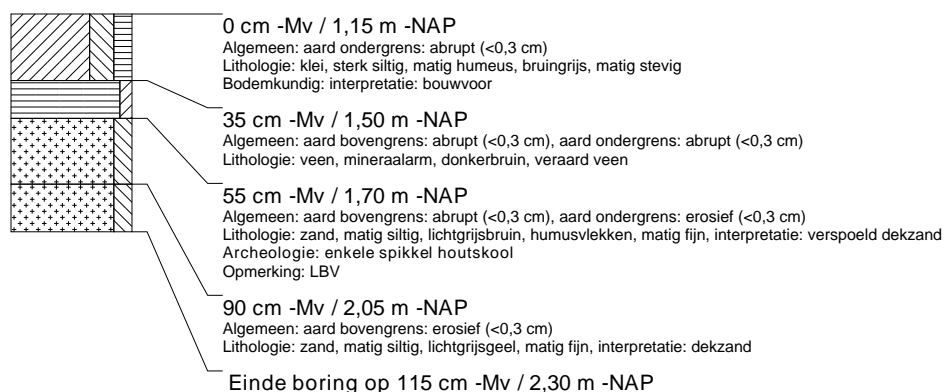 0 cm -Mv / 1,15 m -NAP
Algemeen: aard ondergrens: abrupt (<0,3 cm)
Lithologie: klei, sterk siltig, matig humeus, bruingrijs, matig stevig
Bodemkundig: interpretatie: bouwvoor
35 cm -Mv / 1,50 m -NAP
Algemeen: aard bovengrens: abrupt (<0,3 cm), aard ondergrens: abrupt (<0,3 cm)
Lithologie: veen, mineraalarm, donkerbruin, veraard veen
55 cm -Mv / 1,70 m -NAP
Algemeen: aard bovengrens: abrupt (<0,3 cm), aard ondergrens: erosief (<0,3 cm)
Lithologie: zand, matig siltig, lichtgrijsbruin, humusvlekken, matig fijn, interpretatie: verspoeld dekzand
Archeologie: enkele spikkel houtskool
Opmerking: LBV
90 cm -Mv / 2,05 m -NAP
Algemeen: aard bovengrens: erosief (<0,3 cm)
Lithologie: zand, matig siltig, lichtgrijsgeel, matig fijn, interpretatie: dekzand
Einde boring op 115 cm -Mv / 2,30 m -NAP